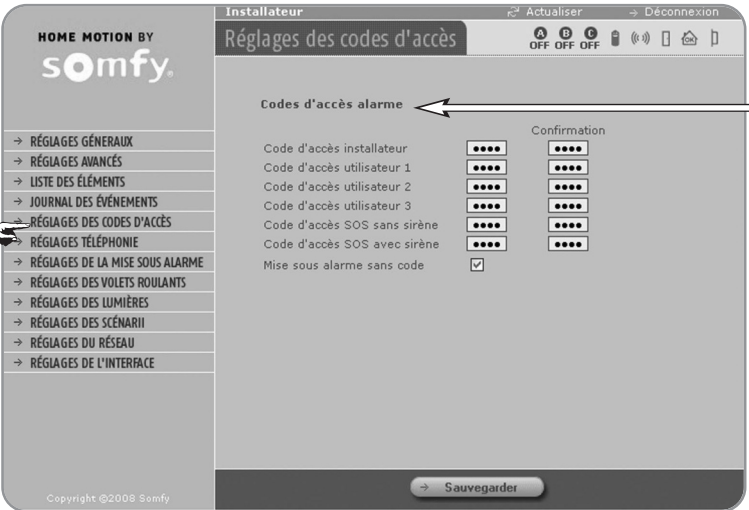 Installateur
Actualiser
Déconnexion
HOME MOTION BY
somfy.
Réglages des codes d'accès
A B C
OFF OFF OFF
OK
RÉGLAGES GÉNERAUX
RÉGLAGES AVANCÉS
LISTE DES ÉLÉMENTS
JOURNAL DES ÉVÉNEMENTS
RÉGLAGES DES CODES D'ACCÈS
RÉGLAGES TÉLÉPHONIE
RÉGLAGES DE LA MISE SOUS ALARME
RÉGLAGES DES VOLETS ROULANTS
RÉGLAGES DES LUMIÈRES
RÉGLAGES DES SCÉNARII
RÉGLAGES DU RÉSEAU
RÉGLAGES DE L'INTERFACE
Copyright ©2008 Somfy
Codes d'accès alarme
Confirmation
Code d'accès installateur
Code d'accès utilisateur 1
Code d'accès utilisateur 2
Code d'accès utilisateur 3
Code d'accès SOS sans sirène
Code d'accès SOS avec sirène
Mise sous alarme sans code
Sauvegarder